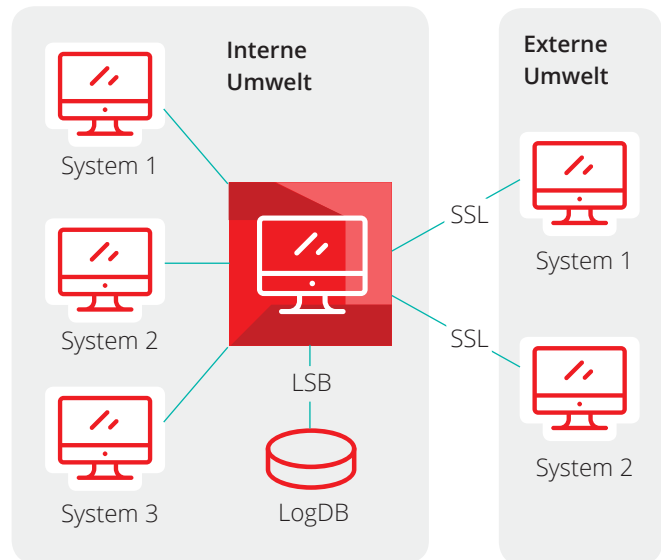 Interne
Umwelt
System 1
System 2
System 3
LSB
LogDB
SSL
SSL
Externe
Umwelt
System 1
System 2